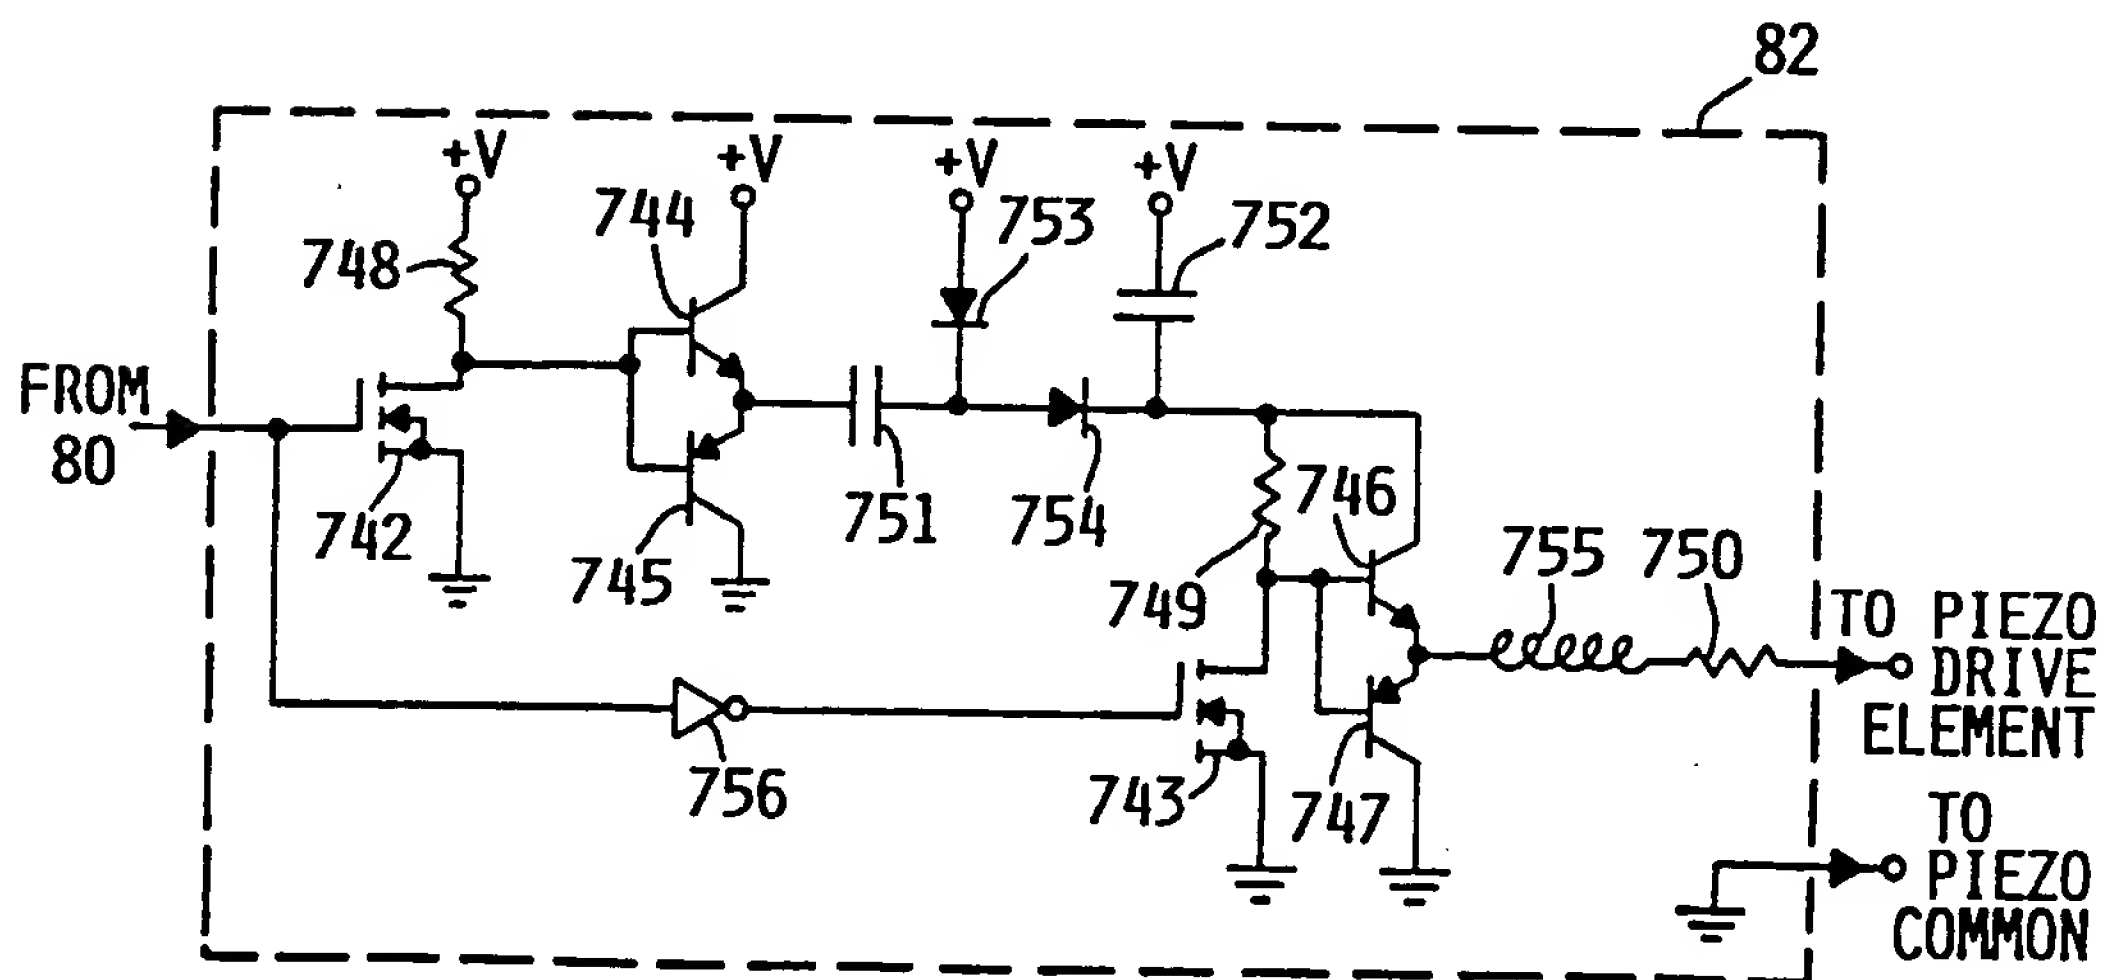 82
+V
+V
+V
+V
744
753
752
748
FROM
80
742
745
751
754
746
749
755
750
TO PIEZO
DRIVE
ELEMENT
756
743
747
TO
PIEZO
COMMON